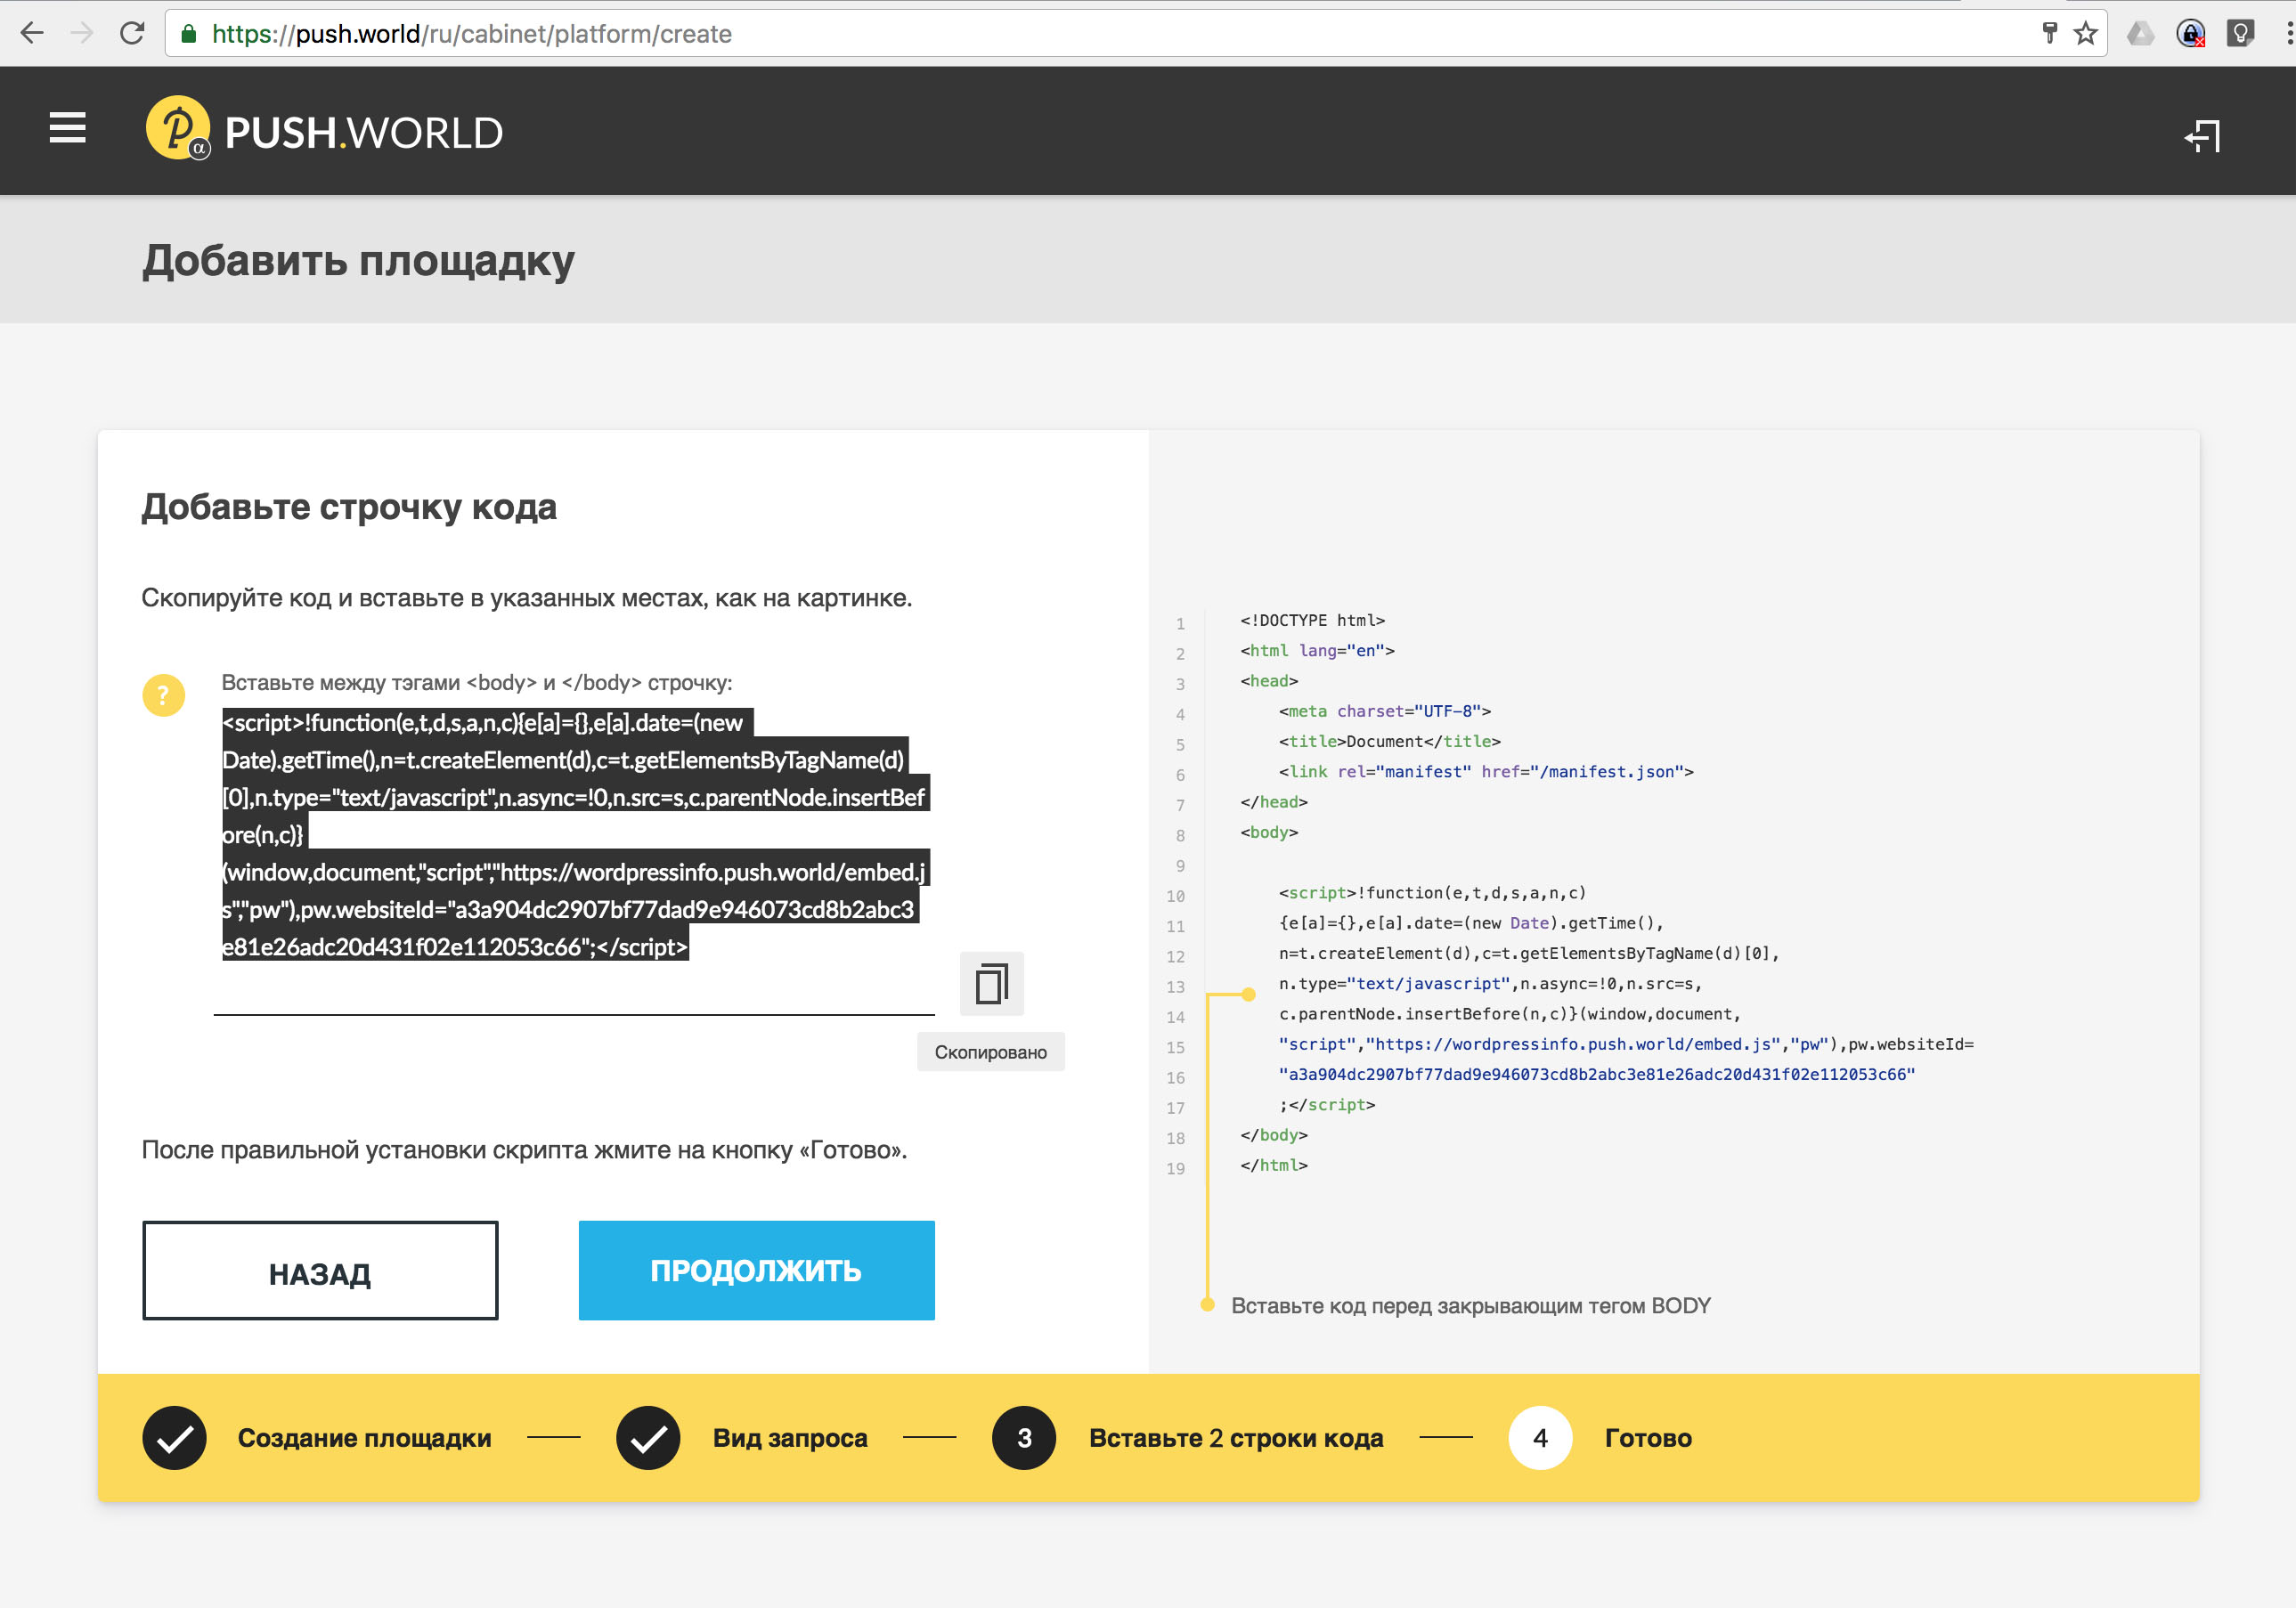 https://push.world/ru/cabinet/platform/create
PUSH.WORLD
α
Добавить площадку
Добавьте строчку кода
Скопируйте код и вставьте в указанных местах, как на картинке.
?
Вставьте между тэгами <body> и </body> строчку:
<script>!function(e,t,d,s,a,n,c){e[a]={},e[a].date=(new
Date).getTime(),n=t.createElement(d),c=t.getElementsByTagName(d)
[0],n.type="text/javascript",n.async=!0,n.src=s,c.parentNode.insertBef
ore(n,c)}
(window,document,"script","https://wordpressinfo.push.world/embed.j
s","pw"),pw.websiteId="a3a904dc2907bf77dad9e946073cd8b2abc3
e81e26adc20d431f02e112053c66";</script>
Скопировано
После правильной установки скрипта жмите на кнопку «Готово».
НАЗАД
ПРОДОЛЖИТЬ
1 <!DOCTYPE html>
2 <html lang="en">
3 <head>
4 <meta charset="UTF-8">
5 <title>Document</title>
6 <link rel="manifest" href="/manifest.json">
7 </head>
8 <body>
9
10 <script>!function(e,t,d,s,a,n,c)
11 {e[a]={},e[a].date=(new Date).getTime(),
12 n=t.createElement(d),c=t.getElementsByTagName(d)[0],
13 n.type="text/javascript",n.async=!0,n.src=s,
14 c.parentNode.insertBefore(n,c)}(window,document,
15 "script","https://wordpressinfo.push.world/embed.js","pw"),pw.websiteId=
16 "a3a904dc2907bf77dad9e946073cd8b2abc3e81e26adc20d431f02e112053c66"
17 ;</script>
18 </body>
19 </html>
Вставьте код перед закрывающим тегом BODY
Создание площадки
Вид запроса
3 Вставьте 2 строки кода
4 Готово